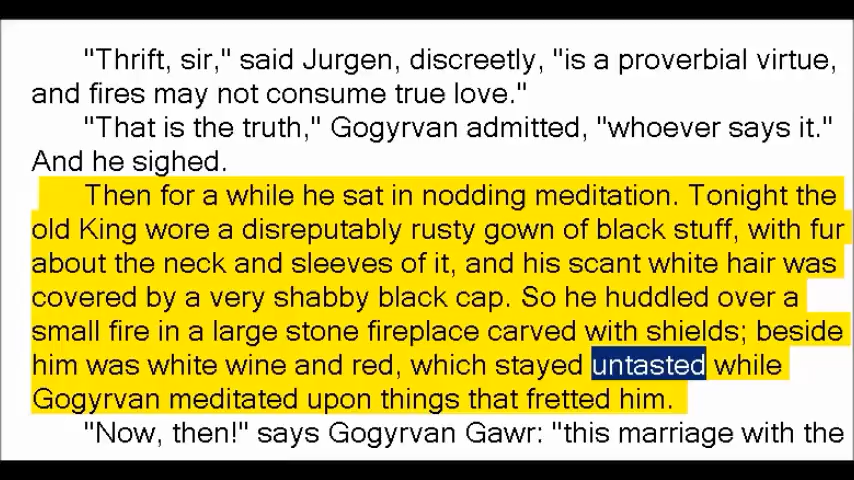 "Thrift, sir," said Jurgen, discreetly, "is a proverbial virtue,
and fires may not consume true love."
"That is the truth," Gogyrvan admitted, "whoever says it."
And he sighed.
Then for a while he sat in nodding meditation. Tonight the
old King wore a disreputably rusty gown of black stuff, with fur
about the neck and sleeves of it, and his scant white hair was
covered by a very shabby black cap. So he huddled over a
small fire in a large stone fireplace carved with shields; beside
him was white wine and red, which stayed untasted while
Gogyrvan meditated upon things that fretted him.
"Now, then!" says Gogyrvan Gawr: "this marriage with the